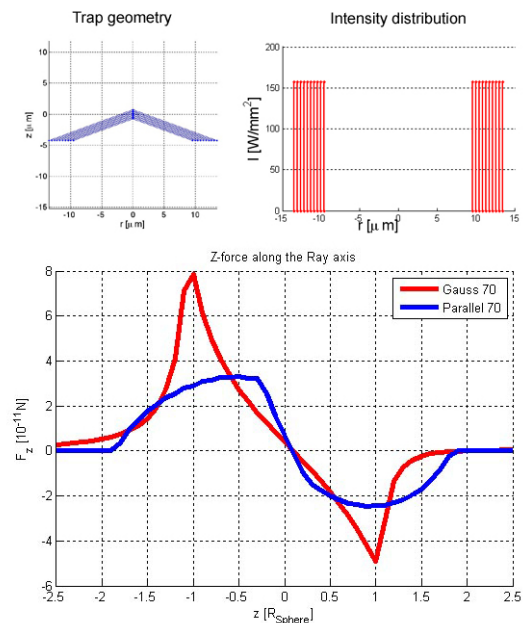 Trap geometry
Intensity distribution
10
5
0
-5
-10
-15
z [μ m]
-10 -5 0 5 10
r [μ m]
200
150
100
50
0
I [W/mm²]
-15 -10 -5 0 5 10 15
r [μ m]
Z-force along the Ray axis
8
6
4
2
0
-2
-4
-6
F_z [10^-11 N]
Gauss 70
Parallel 70
-2.5 -2 -1.5 -1 -0.5 0 0.5 1 1.5 2 2.5
z [R_Sphere]